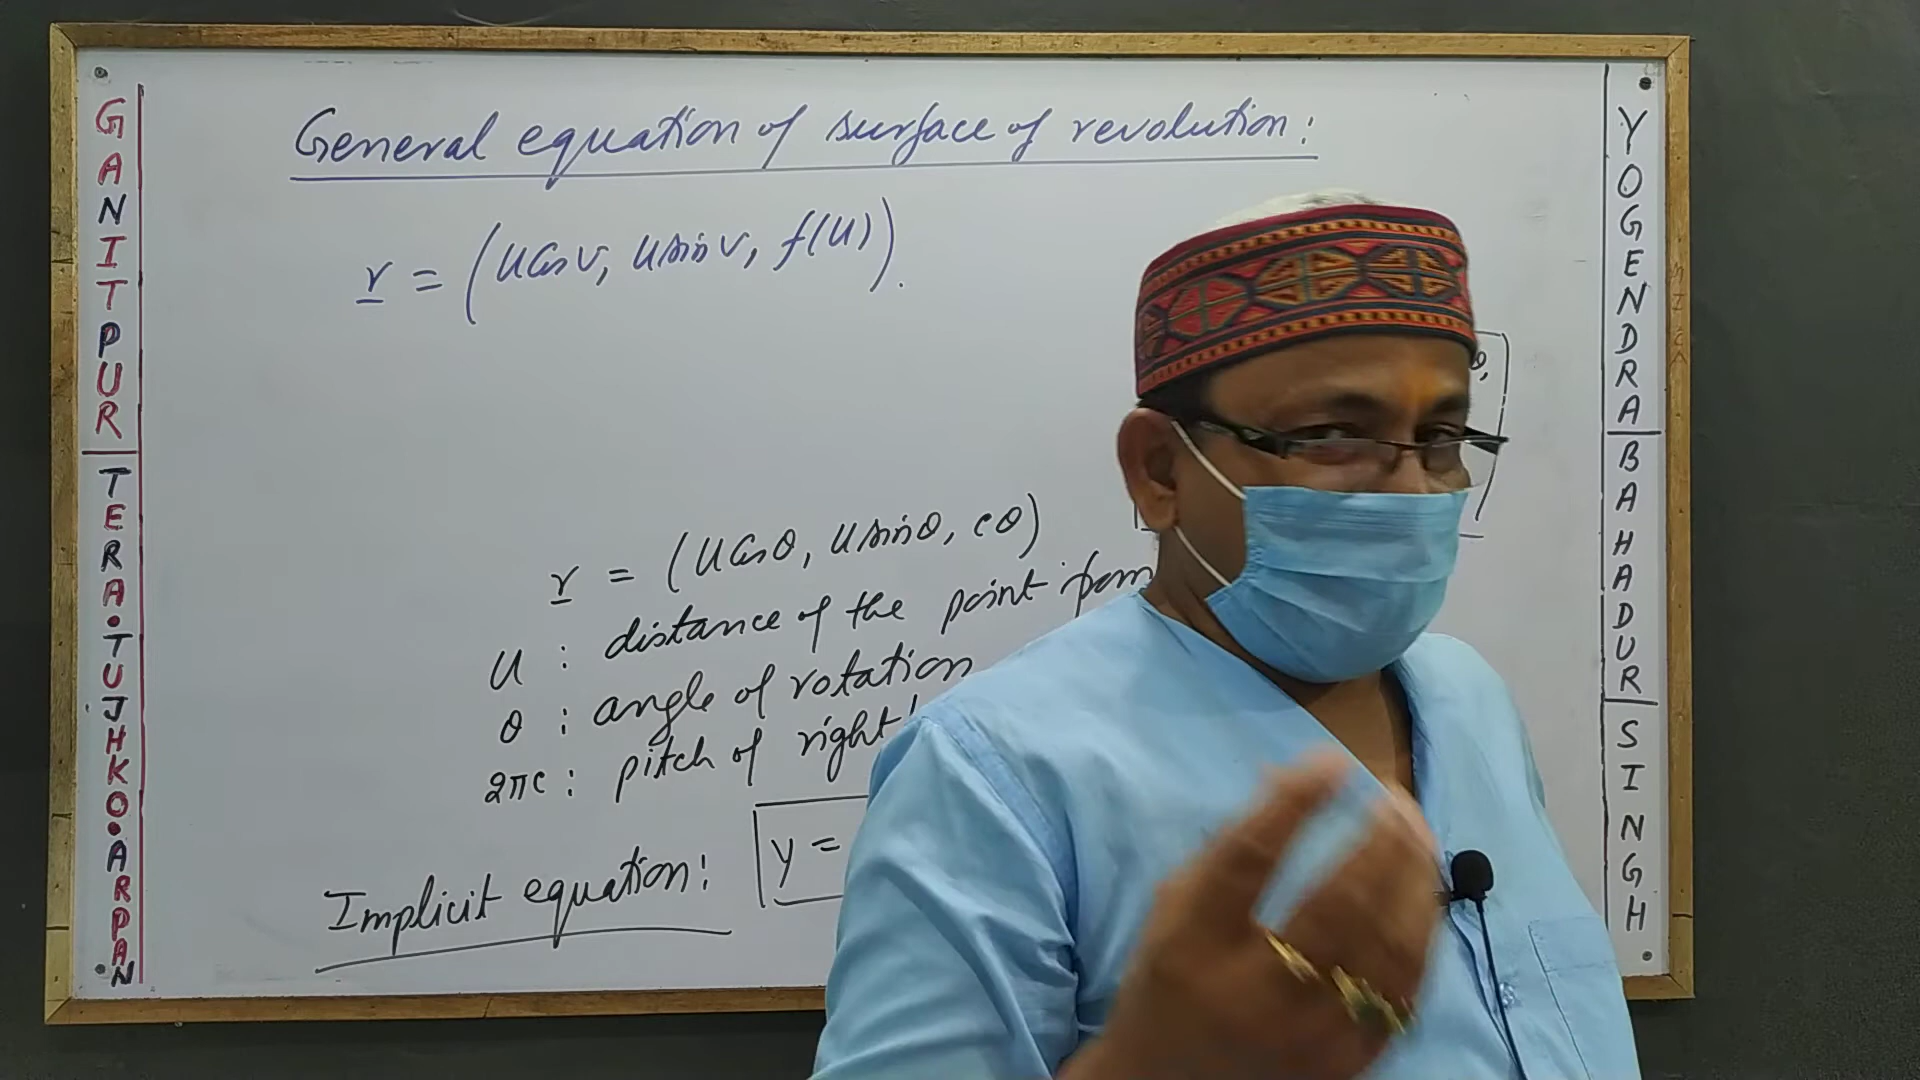 GANITPUR
TERA•TUJHKO•ARPAN
General equation of surface of revolution:
r = (u cos v, u sin v, f(u)).
θ,
r = (u cos θ, u sin θ, cθ)
u : distance of the point from
θ : angle of rotation
2πc : pitch of right
Implicit equation:
y =
YOGENDRA
BAHADUR
SINGH